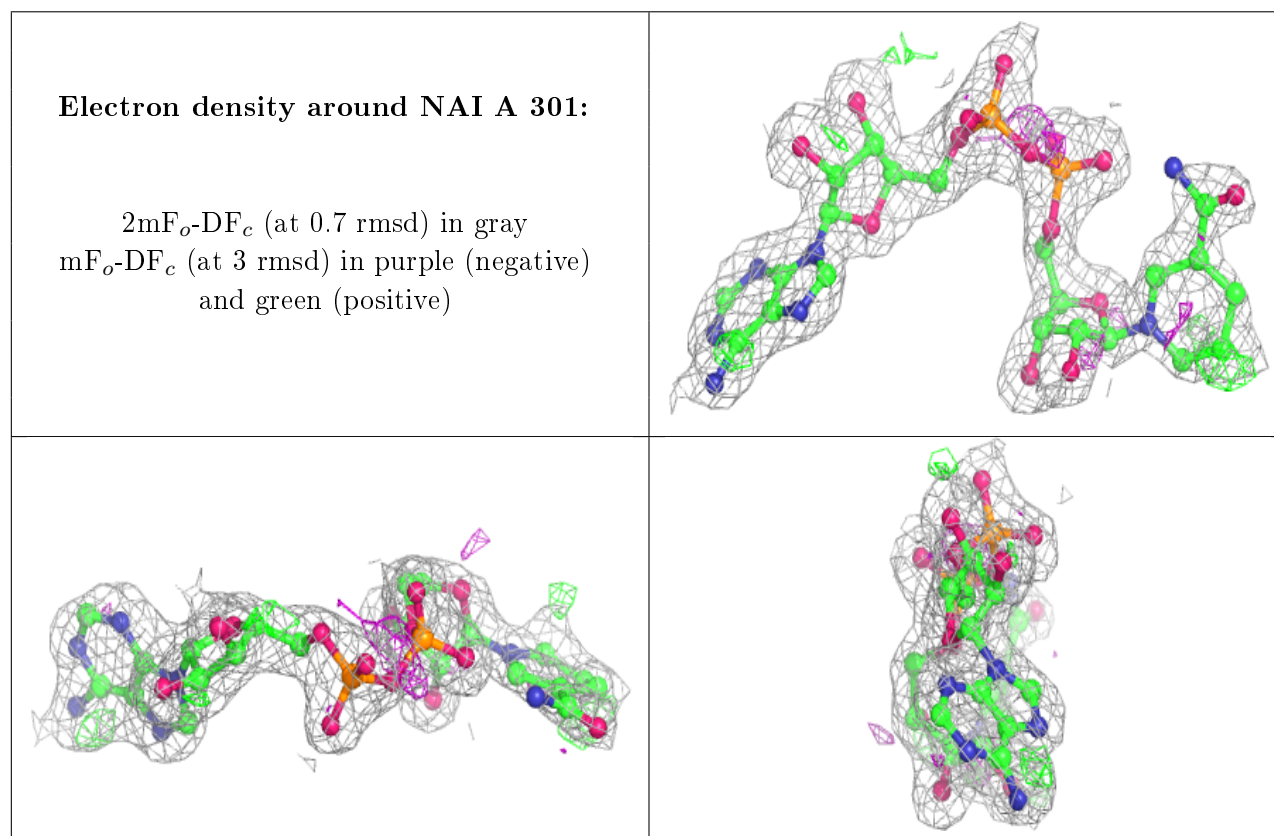 Electron density around NAI A 301:
2mFo-DFc (at 0.7 rmsd) in gray
mFo-DFc (at 3 rmsd) in purple (negative)
and green (positive)